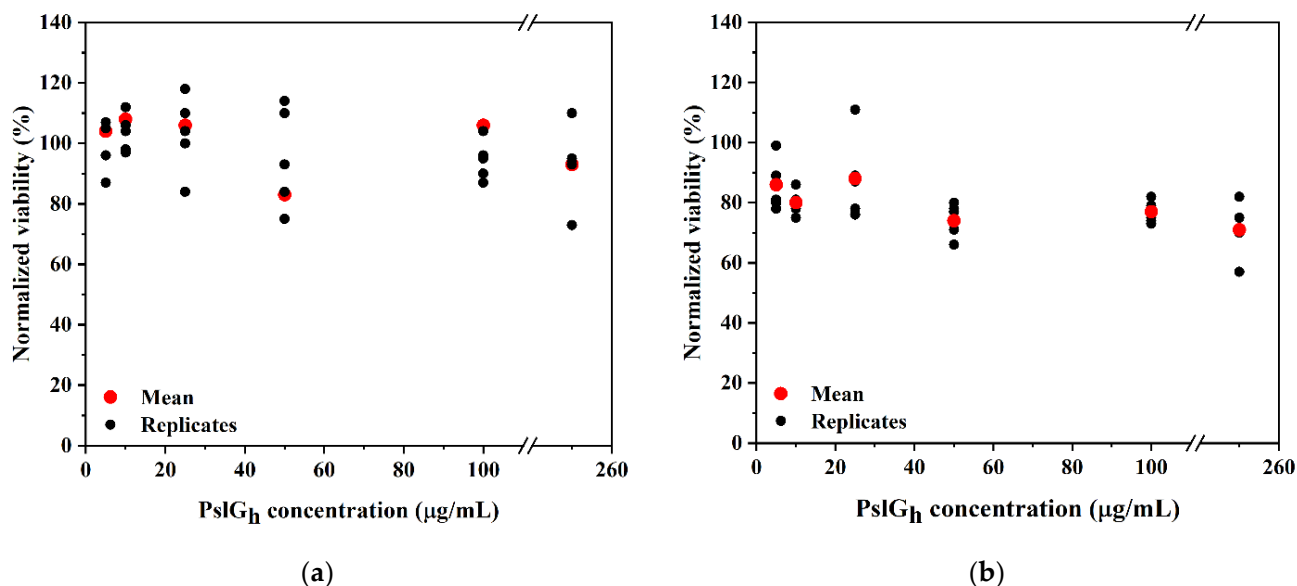 140
120
100
80
60
40
20
0
Normalized viability (%)
Mean
Replicates
0 20 40 60 80 100 260
PslGh concentration (μg/mL)
(a)
140
120
100
80
60
40
20
0
Normalized viability (%)
Mean
Replicates
0 20 40 60 80 100 260
PslGh concentration (μg/mL)
(b)